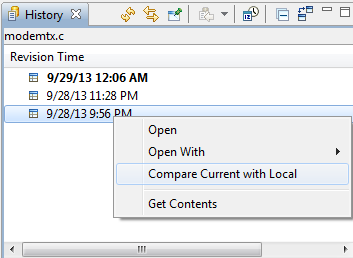 History
modemtx.c
Revision Time
9/29/13 12:06 AM
9/28/13 11:28 PM
9/28/13 9:56 PM
Open
Open With
Compare Current with Local
Get Contents